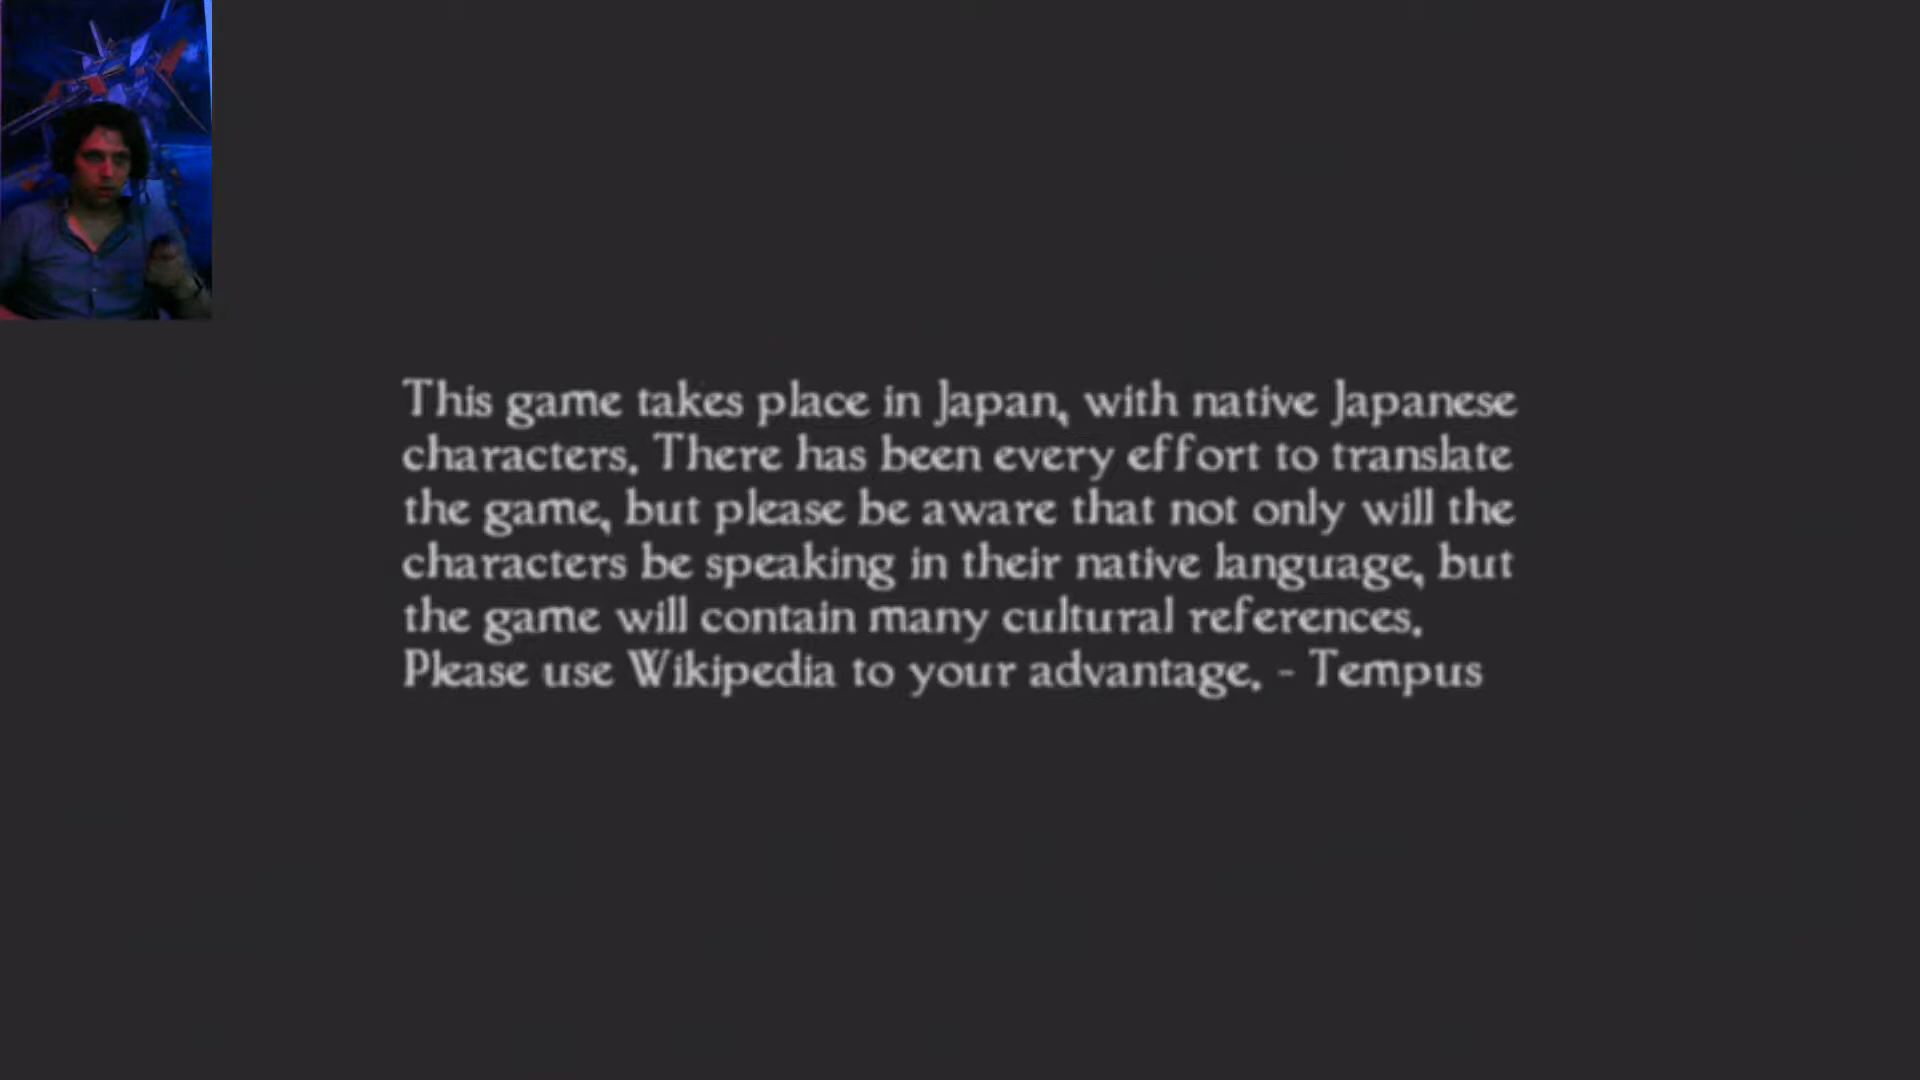 This game takes place in Japan, with native Japanese
characters. There has been every effort to translate
the game, but please be aware that not only will the
characters be speaking in their native language, but
the game will contain many cultural references.
Please use Wikipedia to your advantage. - Tempus